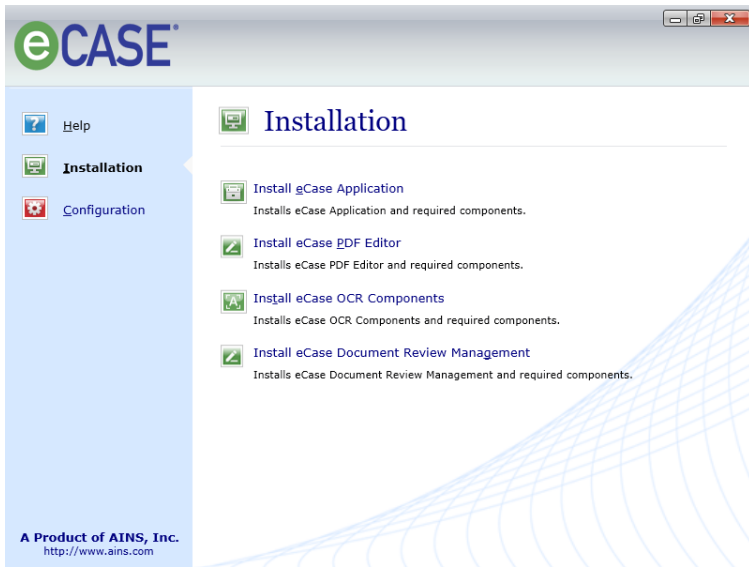 eCASE
Help
Installation
Configuration
Installation
Install eCase Application
Installs eCase Application and required components.
Install eCase PDF Editor
Installs eCase PDF Editor and required components.
Install eCase OCR Components
Installs eCase OCR Components and required components.
Install eCase Document Review Management
Installs eCase Document Review Management and required components.
A Product of AINS, Inc.
http://www.ains.com